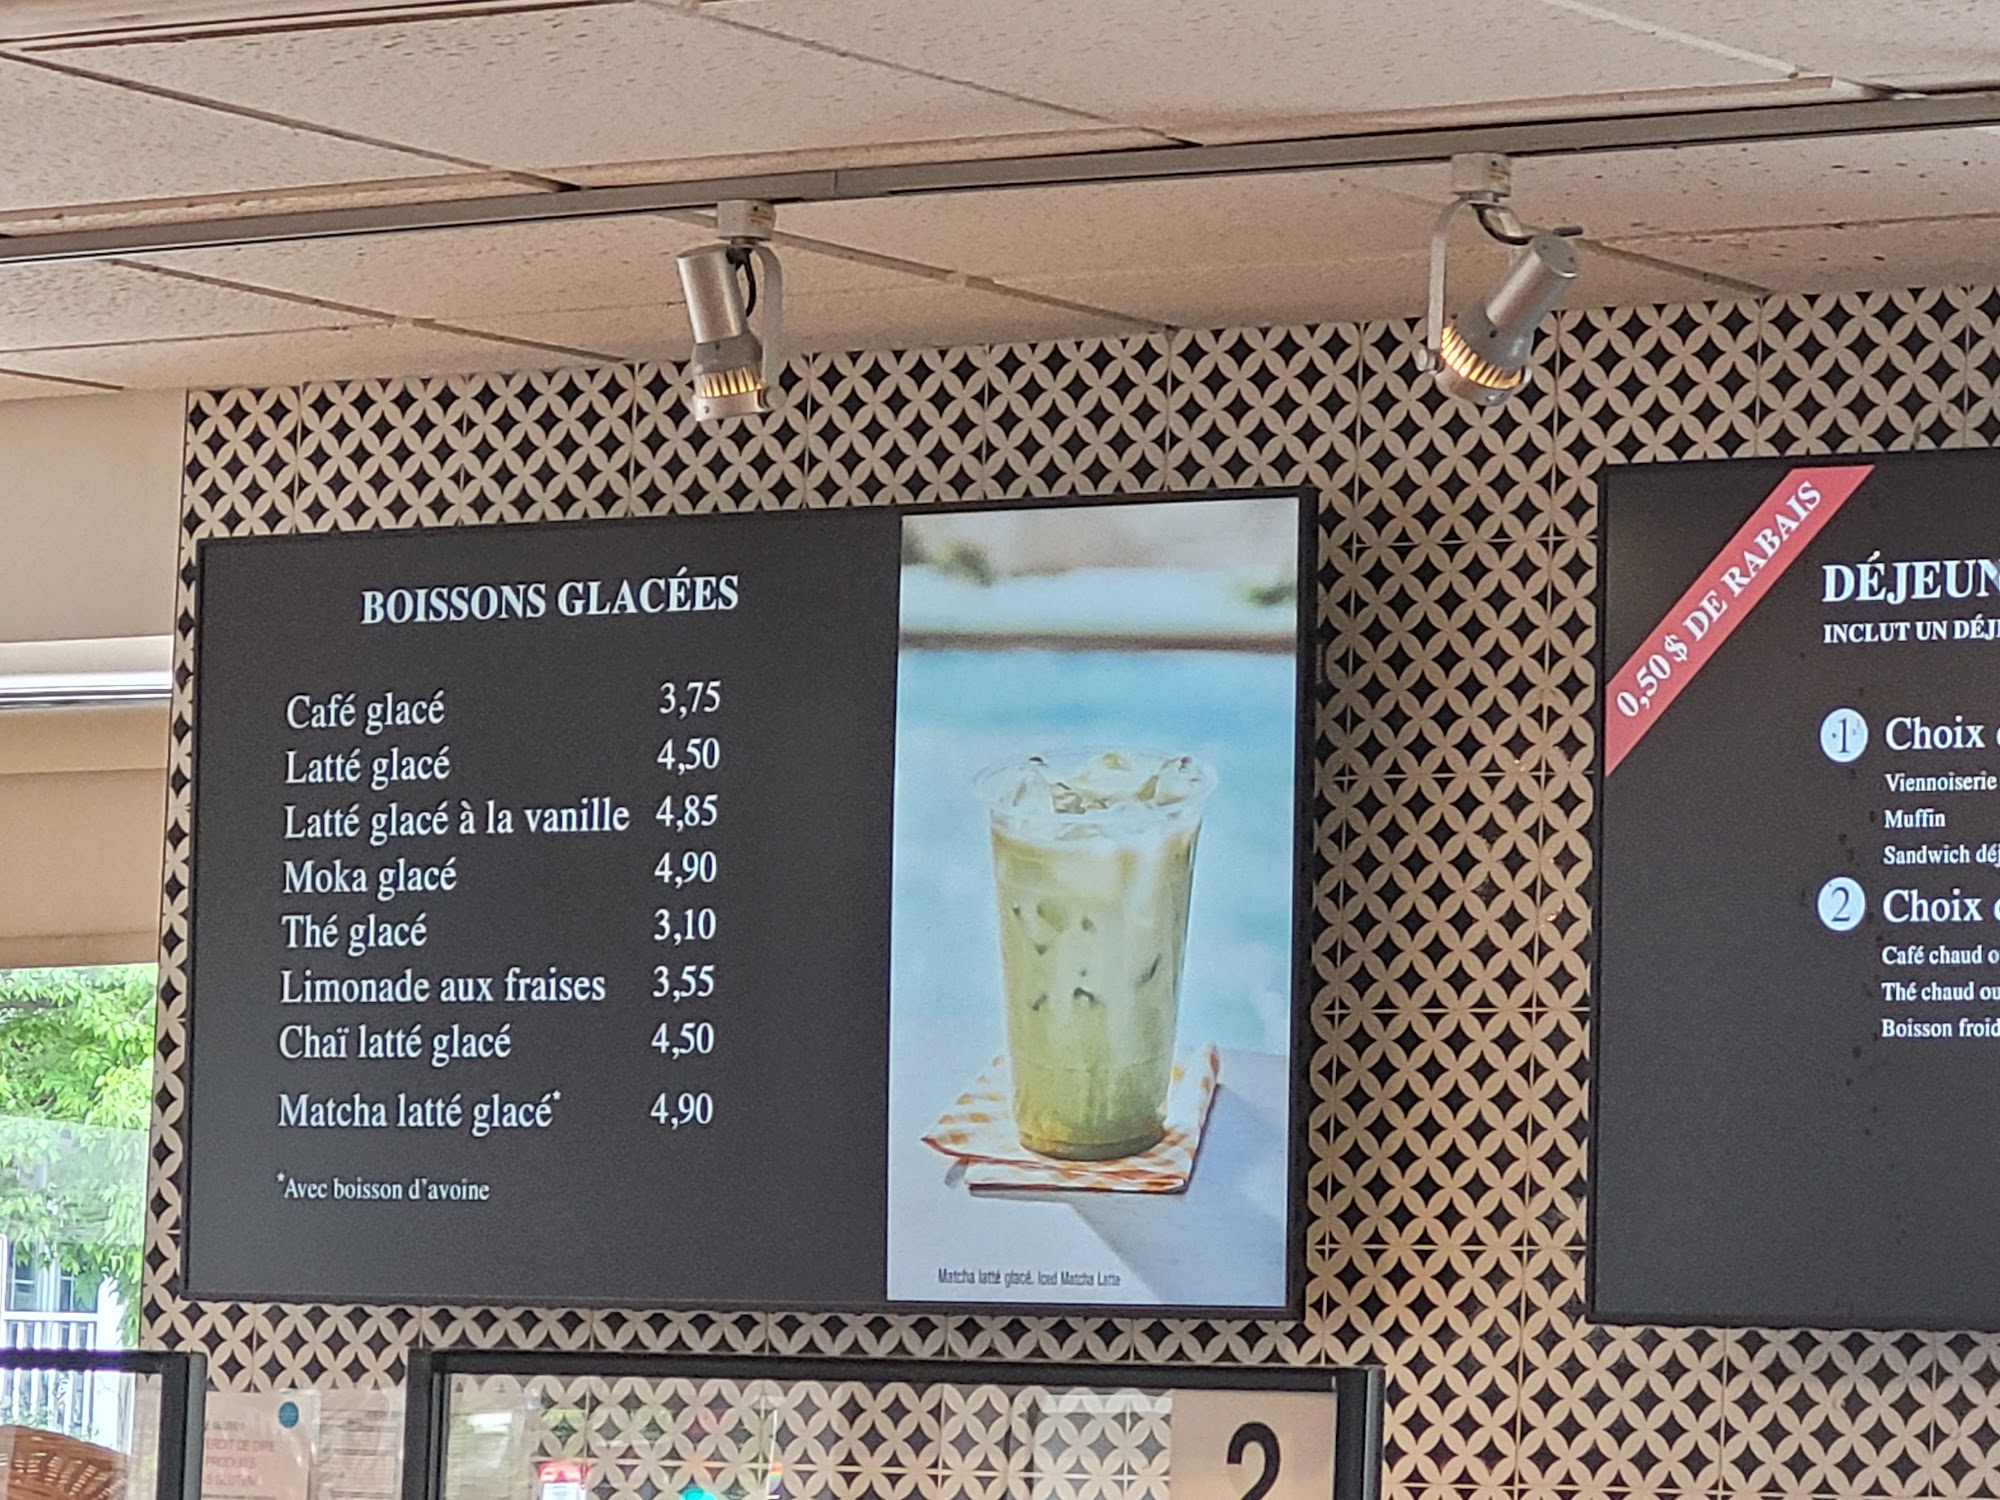 BOISSONS GLACÉES
Café glacé 3,75
Latté glacé 4,50
Latté glacé à la vanille 4,85
Moka glacé 4,90
Thé glacé 3,10
Limonade aux fraises 3,55
Chaï latté glacé 4,50
Matcha latté glacé* 4,90
*Avec boisson d'avoine
Matcha latté glacé. Iced Matcha Latte
0,50 $ DE RABAIS
DÉJEUN
INCLUT UN DÉJ
1 Choix
Viennoiserie
Muffin
Sandwich déj
2 Choix
Café chaud o
Thé chaud ou
Boisson froid
2